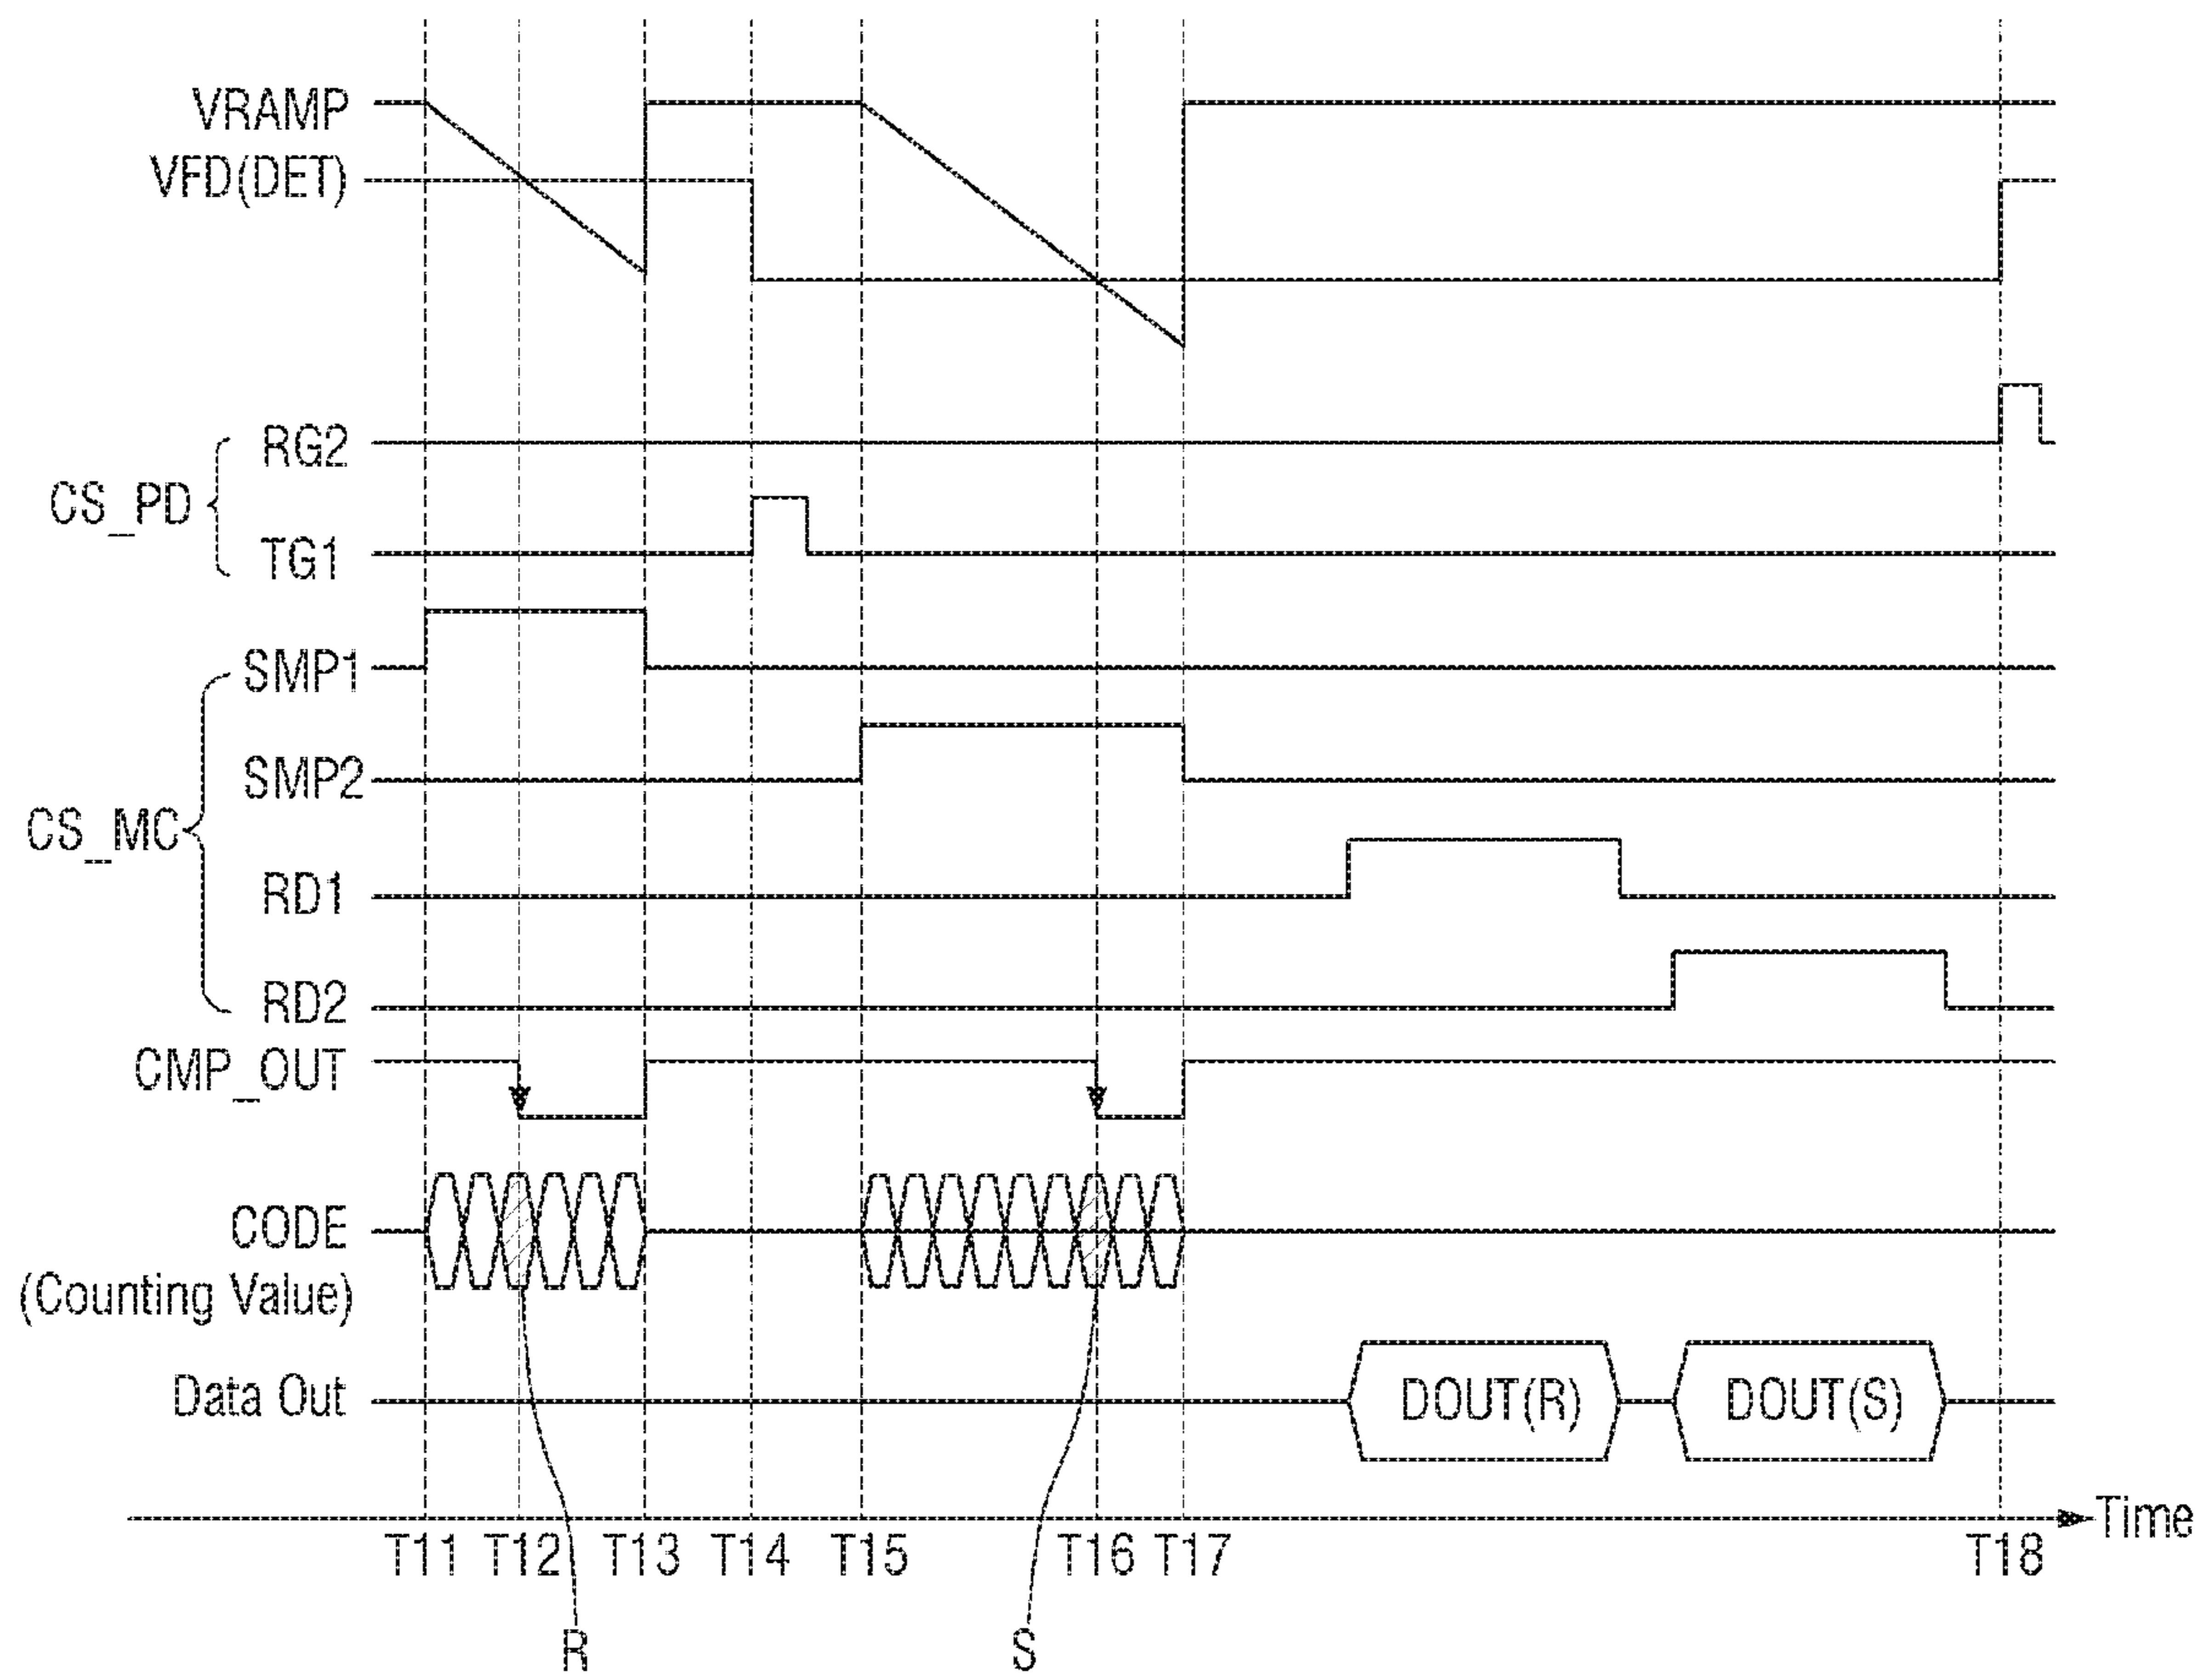 VRAMP
VFD(DET)
RG2
CS_PD
TG1
SMP1
SMP2
CS_MC
RD1
RD2
CMP_OUT
CODE
(Counting Value)
Data Out
DOUT(R)
DOUT(S)
Time
T11
T12
T13
T14
T15
T16
T17
T18
R
S